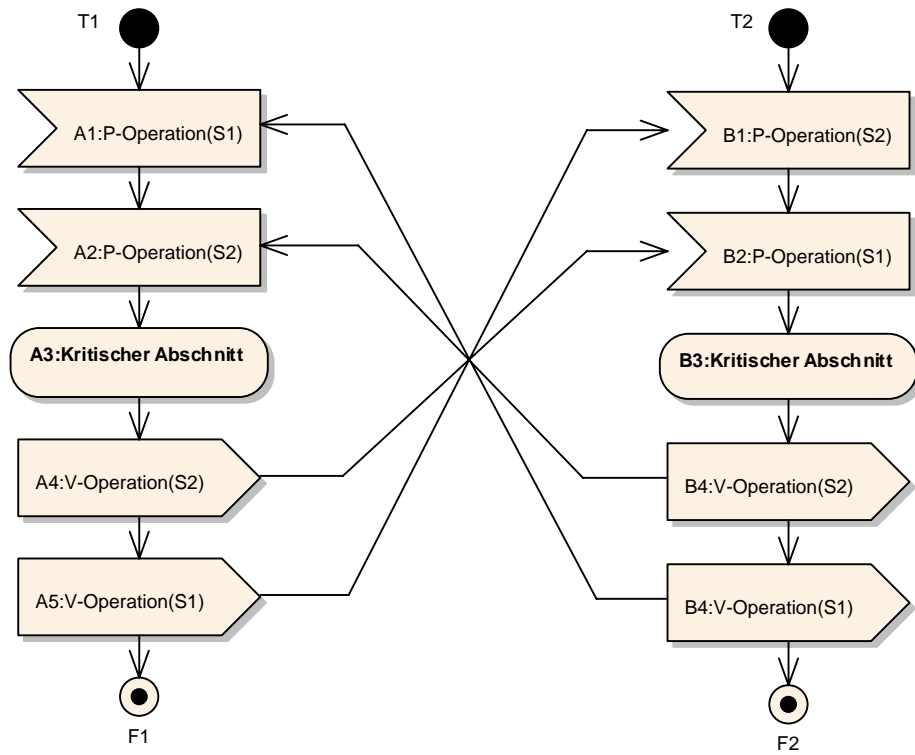 T1
A1:P-Operation(S1)
A2:P-Operation(S2)
A3:Kritischer Abschnitt
A4:V-Operation(S2)
A5:V-Operation(S1)
F1
T2
B1:P-Operation(S2)
B2:P-Operation(S1)
B3:Kritischer Abschnitt
B4:V-Operation(S2)
B4:V-Operation(S1)
F2